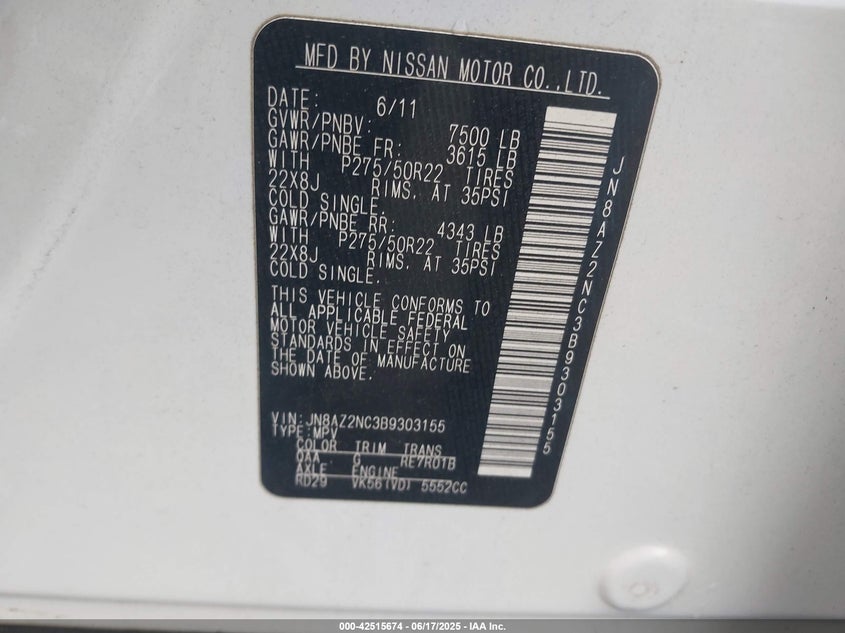 MFD BY NISSAN MOTOR CO.,LTD.
DATE: 6/11
GVWR/PNBV: 7500 LB
GAWR/PNBE FR: 3615 LB
WITH P275/50R22 TIRES
22X8J RIMS, AT 35PSI
COLD SINGLE.
GAWR/PNBE RR: 4343 LB
WITH P275/50R22 TIRES
22X8J RIMS, AT 35PSI
COLD SINGLE.
THIS VEHICLE CONFORMS TO
ALL APPLICABLE FEDERAL
MOTOR VEHICLE SAFETY
STANDARDS IN EFFECT ON
THE DATE OF MANUFACTURE
SHOWN ABOVE.
VIN: JN8AZ2NC3B9303155
TYPE: MPV
COLOR TRIM TRANS
QAA G RE7R01B
AXLE ENGINE
RD29 VK56(VD) 5552CC
JN8AZ2NC3B9303155
000-42515674 / 06/17/2025 - IAA Inc.